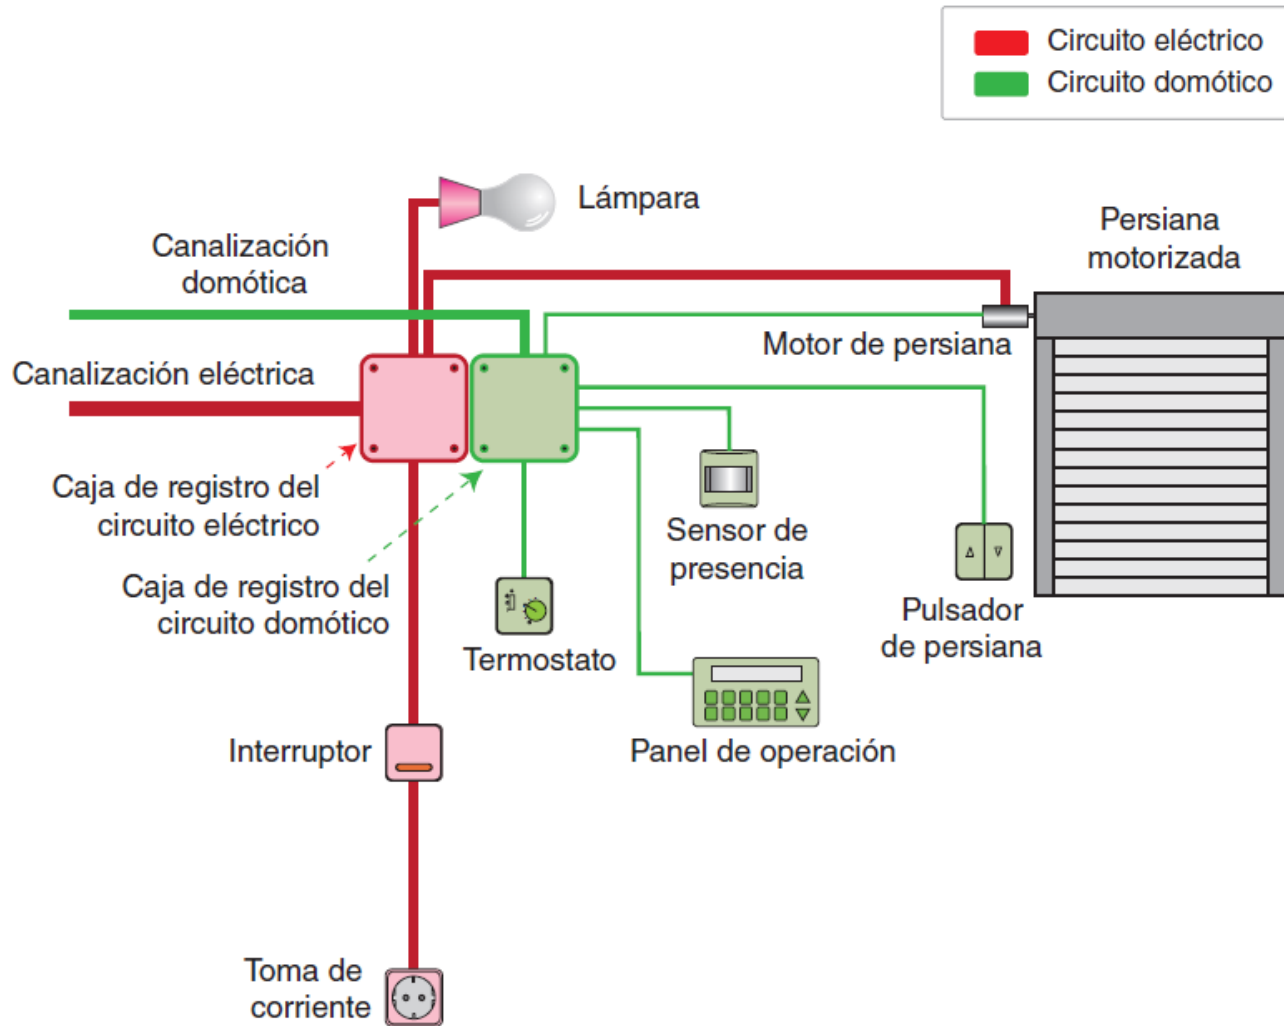 Circuito eléctrico
Circuito domótico
Lámpara
Persiana
motorizada
Canalización
domótica
Motor de persiana
Canalización eléctrica
Caja de registro del
circuito eléctrico
Sensor de
presencia
Caja de registro del
circuito domótico
Pulsador
de persiana
Termostato
Interruptor
Panel de operación
Toma de
corriente